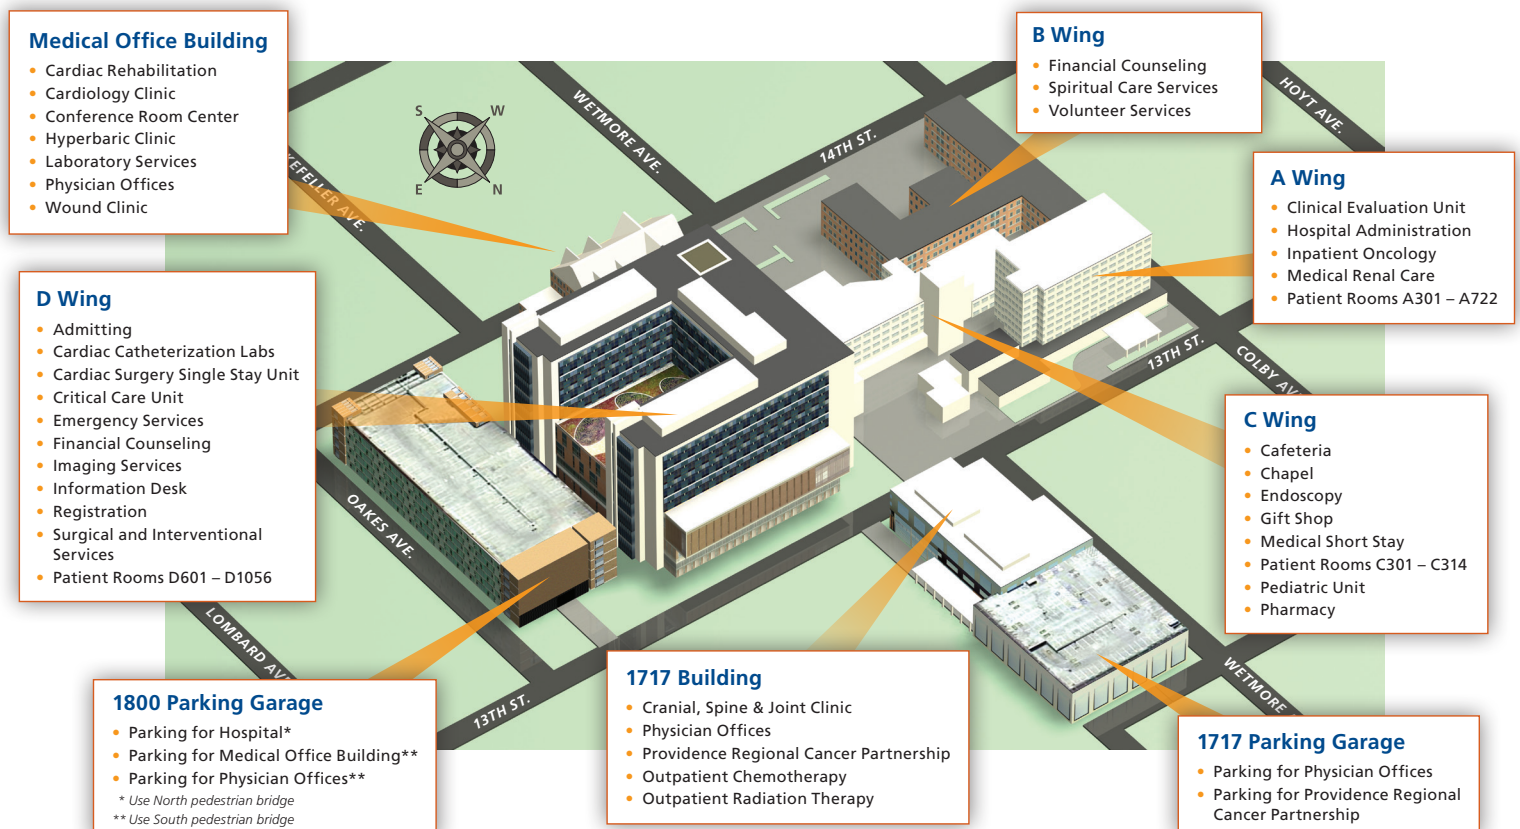 Medical Office Building
• Cardiac Rehabilitation
• Cardiology Clinic
• Conference Room Center
• Hyperbaric Clinic
• Laboratory Services
• Physician Offices
• Wound Clinic
D Wing
• Admitting
• Cardiac Catheterization Labs
• Cardiac Surgery Single Stay Unit
• Critical Care Unit
• Emergency Services
• Financial Counseling
• Imaging Services
• Information Desk
• Registration
• Surgical and Interventional
Services
• Patient Rooms D601 – D1056
1800 Parking Garage
• Parking for Hospital*
• Parking for Medical Office Building**
• Parking for Physician Offices**
* Use North pedestrian bridge
** Use South pedestrian bridge
S
W
E
N
KEFELLER AVE.
WETMORE AVE.
14TH ST.
HOYT AVE.
13TH ST.
COLBY AV
OAKES AVE.
LOMBARD AVE
13TH ST.
WETMORE
1717 Building
• Cranial, Spine & Joint Clinic
• Physician Offices
• Providence Regional Cancer Partnership
• Outpatient Chemotherapy
• Outpatient Radiation Therapy
B Wing
• Financial Counseling
• Spiritual Care Services
• Volunteer Services
A Wing
• Clinical Evaluation Unit
• Hospital Administration
• Inpatient Oncology
• Medical Renal Care
• Patient Rooms A301 – A722
C Wing
• Cafeteria
• Chapel
• Endoscopy
• Gift Shop
• Medical Short Stay
• Patient Rooms C301 – C314
• Pediatric Unit
• Pharmacy
1717 Parking Garage
• Parking for Physician Offices
• Parking for Providence Regional
Cancer Partnership